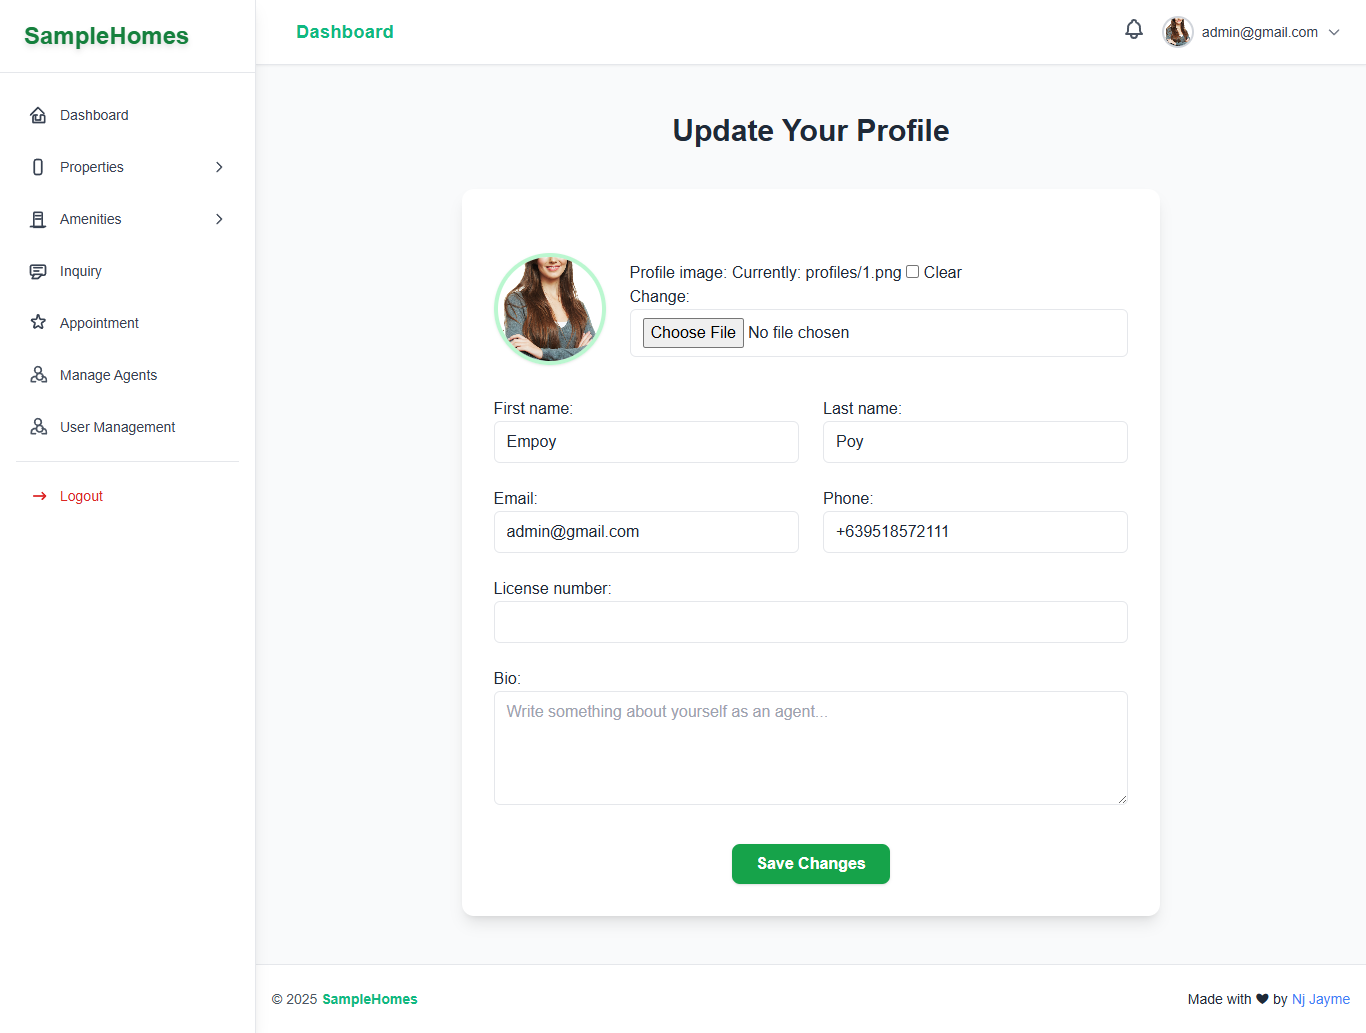 SampleHomes
Dashboard
admin@gmail.com
Dashboard
Properties
Amenities
Inquiry
Appointment
Manage Agents
User Management
Logout
Update Your Profile
Profile image: Currently: profiles/1.png Clear
Change:
Choose File No file chosen
First name:
Last name:
Empoy
Poy
Email:
Phone:
admin@gmail.com
+639518572111
License number:
Bio:
Write something about yourself as an agent...
Save Changes
© 2025 SampleHomes
Made with ♥ by Nj Jayme